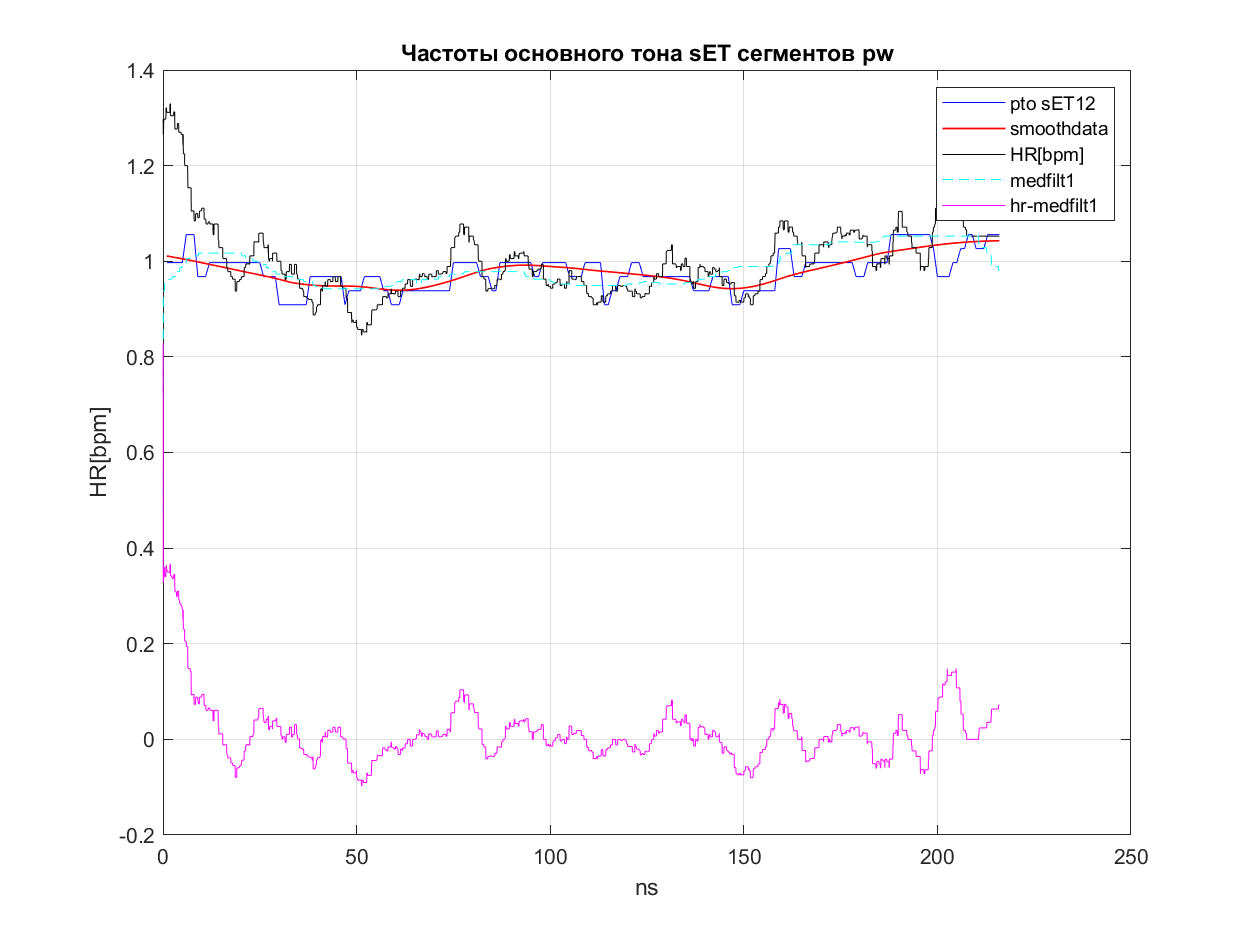 Частоты основного тона sET сегментов pw
1.4
1.2
1
0.8
0.6
0.4
0.2
0
-0.2
HR[bpm]
pto sET12
smoothdata
HR[bpm]
medfilt1
hr-medfilt1
0 50 100 150 200 250
ns